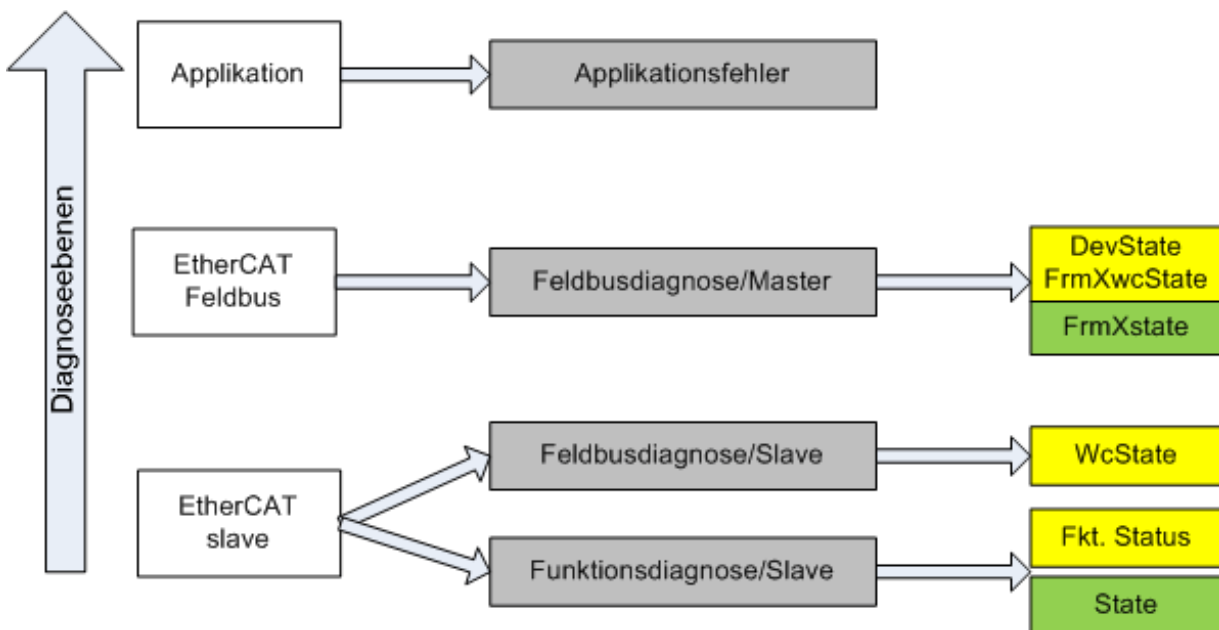 Diagnoseebenen
Applikation
Applikationsfehler
EtherCAT
Feldbus
Feldbusdiagnose/Master
DevState
FrmXwcState
FrmXstate
EtherCAT
slave
Feldbusdiagnose/Slave
WcState
Funktionsdiagnose/Slave
Fkt. Status
State